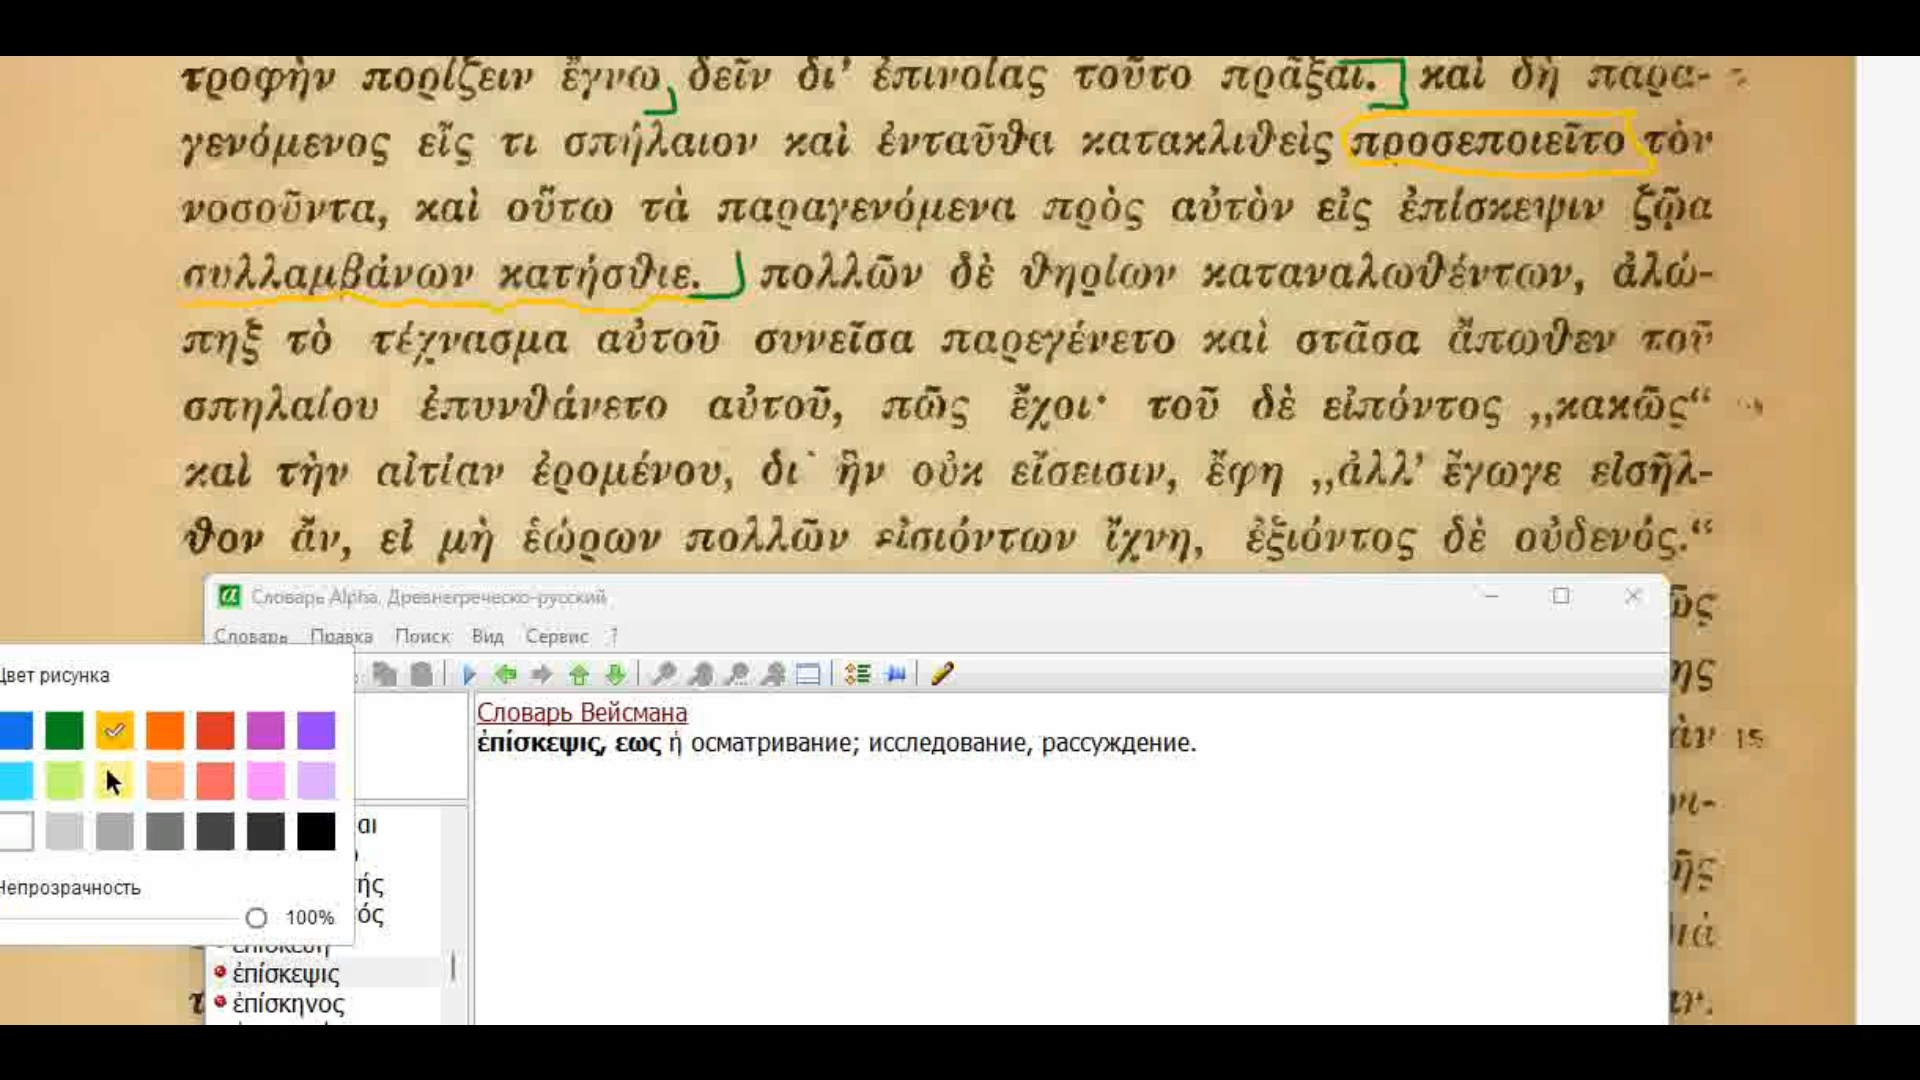 τροφὴν πορίζειν ἔγνω, δεῖν δι’ ἐπινοίας τοῦτο πρᾶξαι. καὶ δὴ παρα-
γενόμενος εἴς τι σπήλαιον καὶ ἐνταῦθα κατακλιθεὶς προσεποιεῖτο τὸν
νοσοῦντα, καὶ οὕτω τὰ παραγενόμενα πρὸς αὐτὸν εἰς ἐπίσκεψιν ζῷα
συλλαμβάνων κατήσθιε. πολλῶν δὲ θηρίων καταναλωθέντων, ἀλώ-
πηξ τὸ τέχνασμα αὐτοῦ συνεῖσα παρεγένετο καὶ στᾶσα ἄπωθεν τοῦ
σπηλαίου ἐπυνθάνετο αὐτοῦ, πῶς ἔχοι· τοῦ δὲ εἰπόντος „κακῶς“
καὶ τὴν αἰτίαν ἐρομένου, δι᾽ ἣν οὐκ εἴσεισιν, ἔφη „ἀλλ’ ἔγωγε εἰσῆλ-
θον ἄν, εἰ μὴ ἑώρων πολλῶν εἰσιόντων ἴχνη, ἐξιόντος δὲ οὐδενός.“
Словарь Alpha. Древнегреческо-русский
Словарь Правка Поиск Вид Сервис ?
Цвет рисунка
Словарь Вейсмана
ἐπίσκεψις, εως ἡ осматривание; исследование, рассуждение.
15
Непрозрачность
100%
ἐπίσκεψις
ἐπίσκηνος